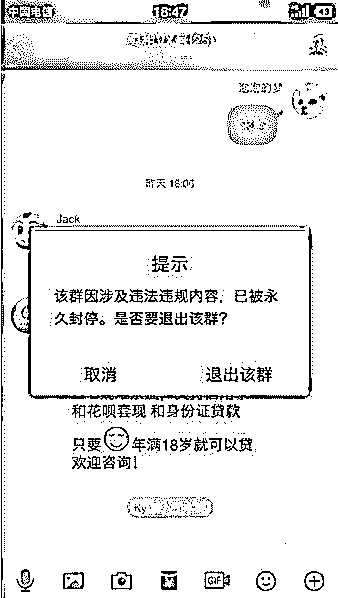 中国电信 18:47 43
昨天 18:06
Jack
提示
该群因涉及违法违规内容，已被永
久封停。是否要退出该群？
取消 退出该群
和花呗套现 和身份证贷款
只要 年满18岁就可以贷
欢迎咨询！
GIF